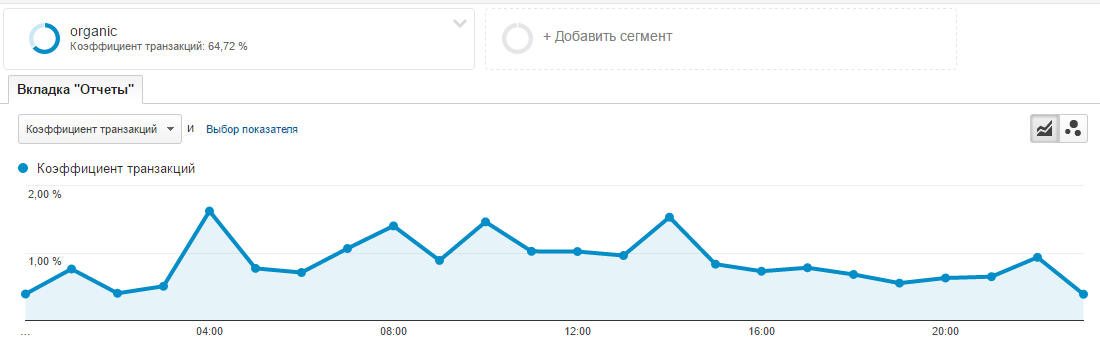 organic
Коэффициент транзакций: 64,72 %
+ Добавить сегмент
Вкладка "Отчеты"
Коэффициент транзакций и Выбор показателя
Коэффициент транзакций
2,00 %
1,00 %
... 04:00 08:00 12:00 16:00 20:00